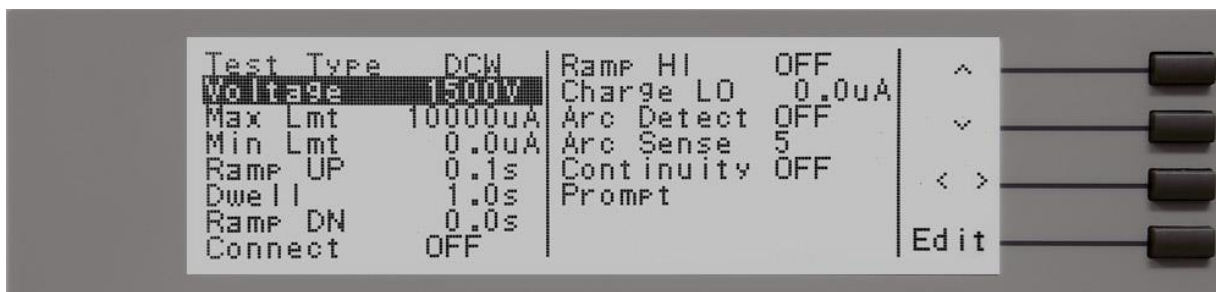 Test Type DCW
Voltage 1500V
Max Lmt 10000uA
Min Lmt 0.0uA
Ramp UP 0.1s
Dwell 1.0s
Ramp DN 0.0s
Connect OFF
Ramp HI OFF
Charge LO 0.0uA
Arc Detect OFF
Arc Sense 5
Continuity OFF
Prompt
^
v
< >
Edit